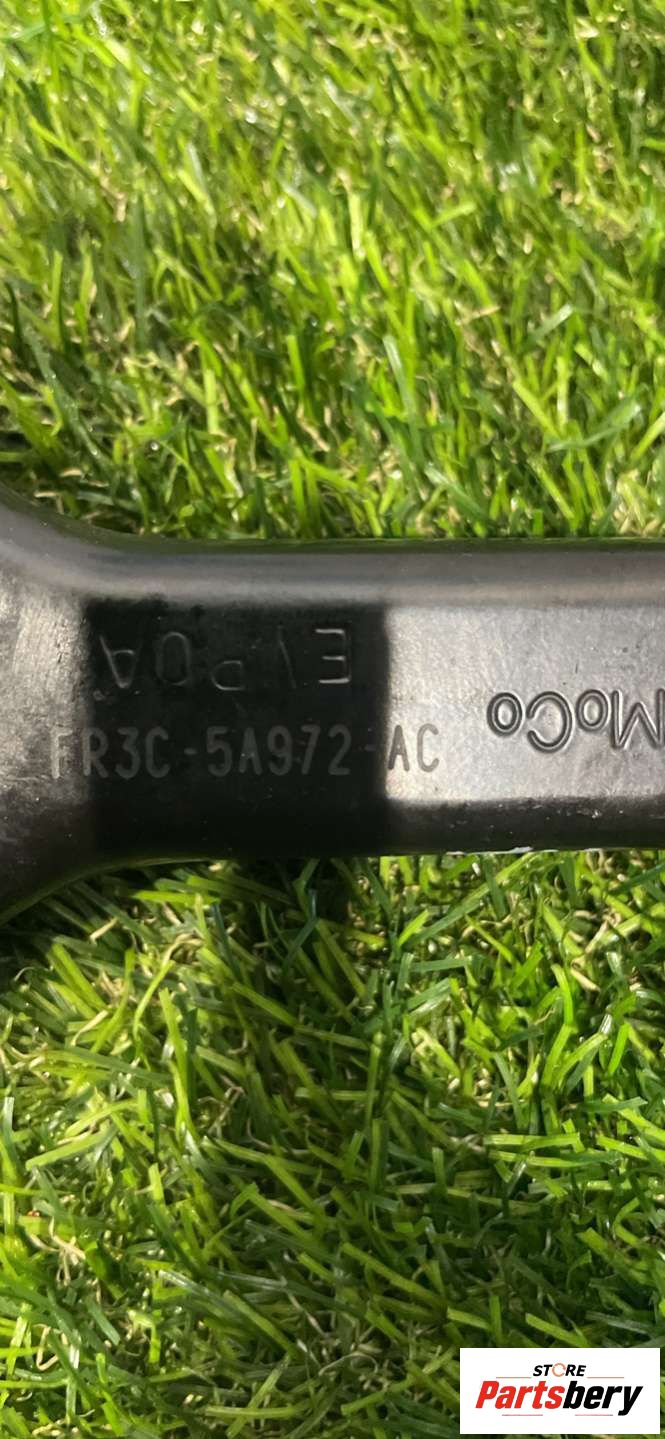 E/PDA
FR3C-5A972-AC
MoCo
STORE
Partsbery